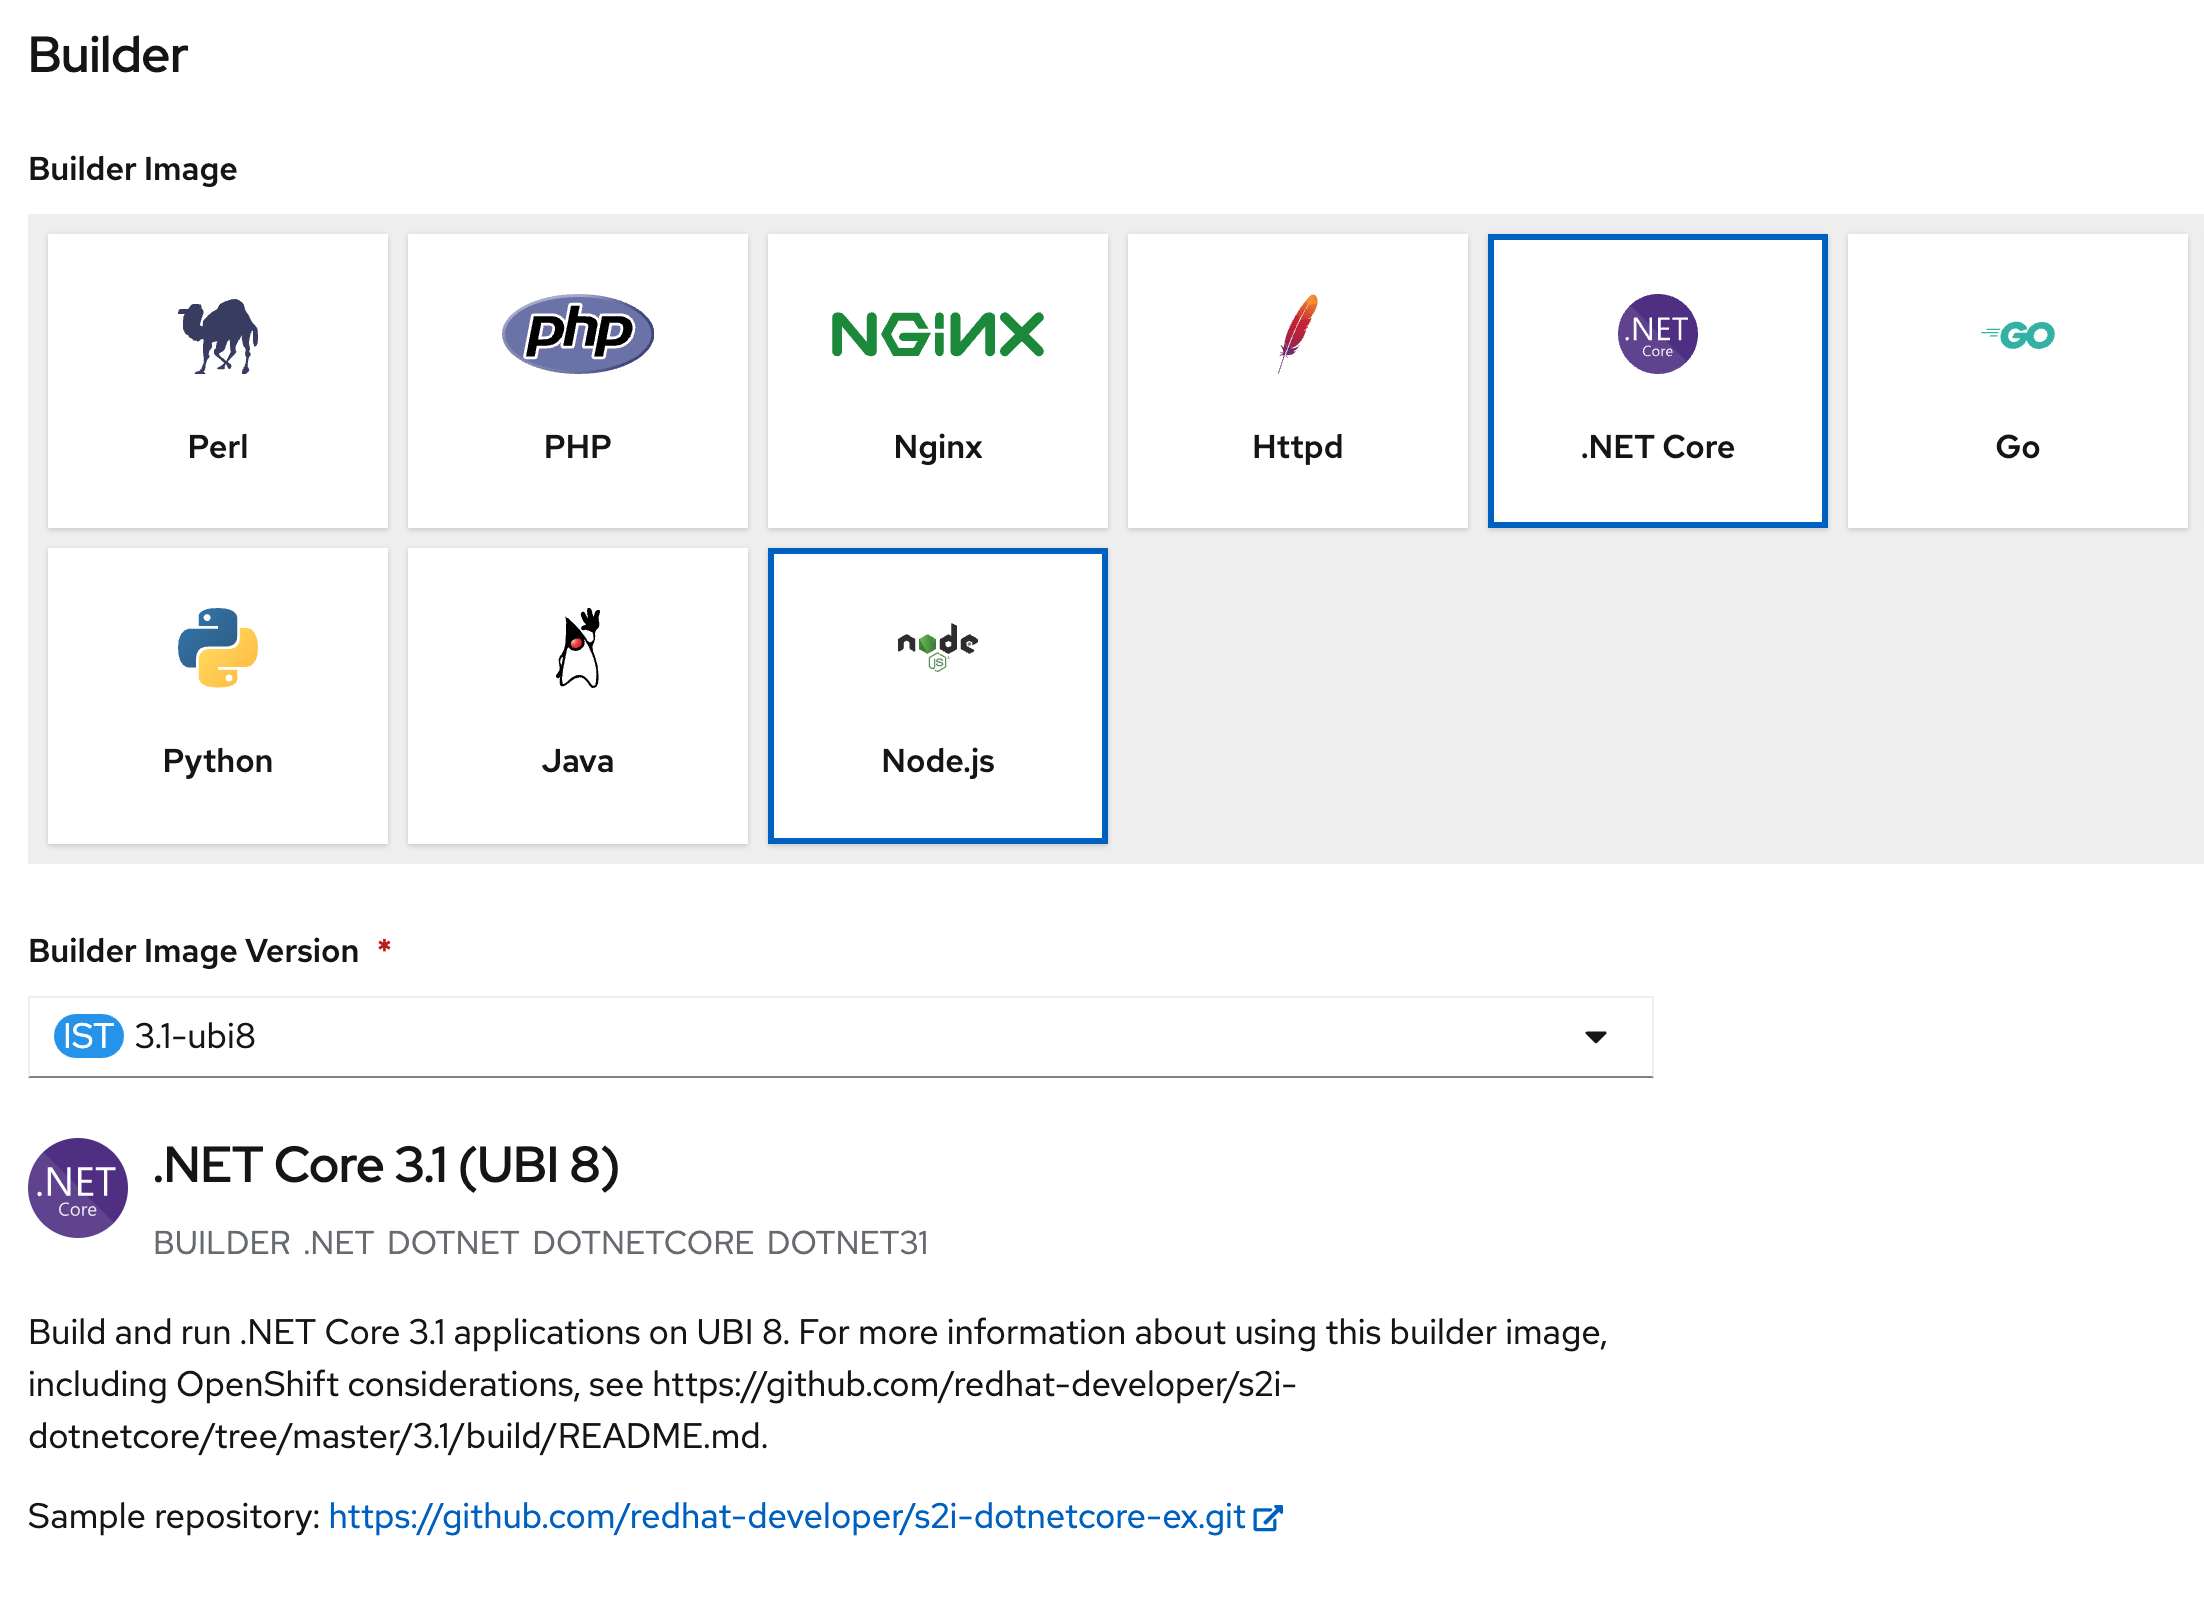 Builder
Builder Image
php
NGiNX
.NET
Core
GO
Perl
PHP
Nginx
Httpd
.NET Core
Go
node
JS
Python
Java
Node.js
Builder Image Version *
IST 3.1-ubi8
.NET
Core
.NET Core 3.1 (UBI 8)
BUILDER .NET DOTNET DOTNETCORE DOTNET31
Build and run .NET Core 3.1 applications on UBI 8. For more information about using this builder image,
including OpenShift considerations, see https://github.com/redhat-developer/s2i-
dotnetcore/tree/master/3.1/build/README.md.
Sample repository: https://github.com/redhat-developer/s2i-dotnetcore-ex.git